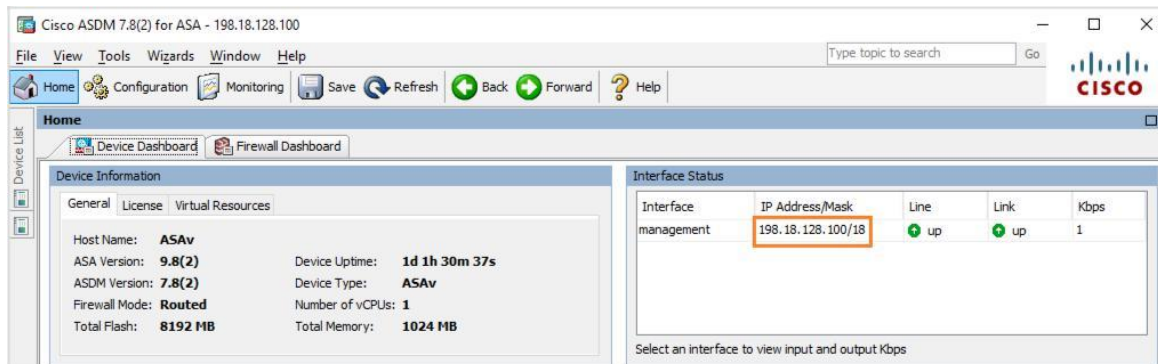 Cisco ASDM 7.8(2) for ASA - 198.18.128.100
File View Tools Wizards Window Help
Type topic to search Go
Home Configuration Monitoring Save Refresh Back Forward Help
CISCO
Device List
Home
Device Dashboard Firewall Dashboard
Device Information
General License Virtual Resources
Host Name: ASAv
ASA Version: 9.8(2) Device Uptime: 1d 1h 30m 37s
ASDM Version: 7.8(2) Device Type: ASAv
Firewall Mode: Routed Number of vCPUs: 1
Total Flash: 8192 MB Total Memory: 1024 MB
Interface Status
Interface IP Address/Mask Line Link Kbps
management 198.18.128.100/18 up up 1
Select an interface to view input and output Kbps